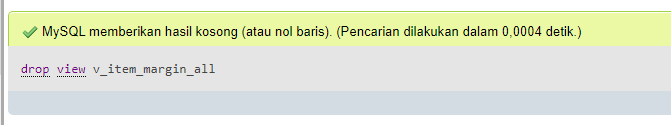 MySQL memberikan hasil kosong (atau nol baris). (Pencarian dilakukan dalam 0,0004 detik.)
drop view v_item_margin_all